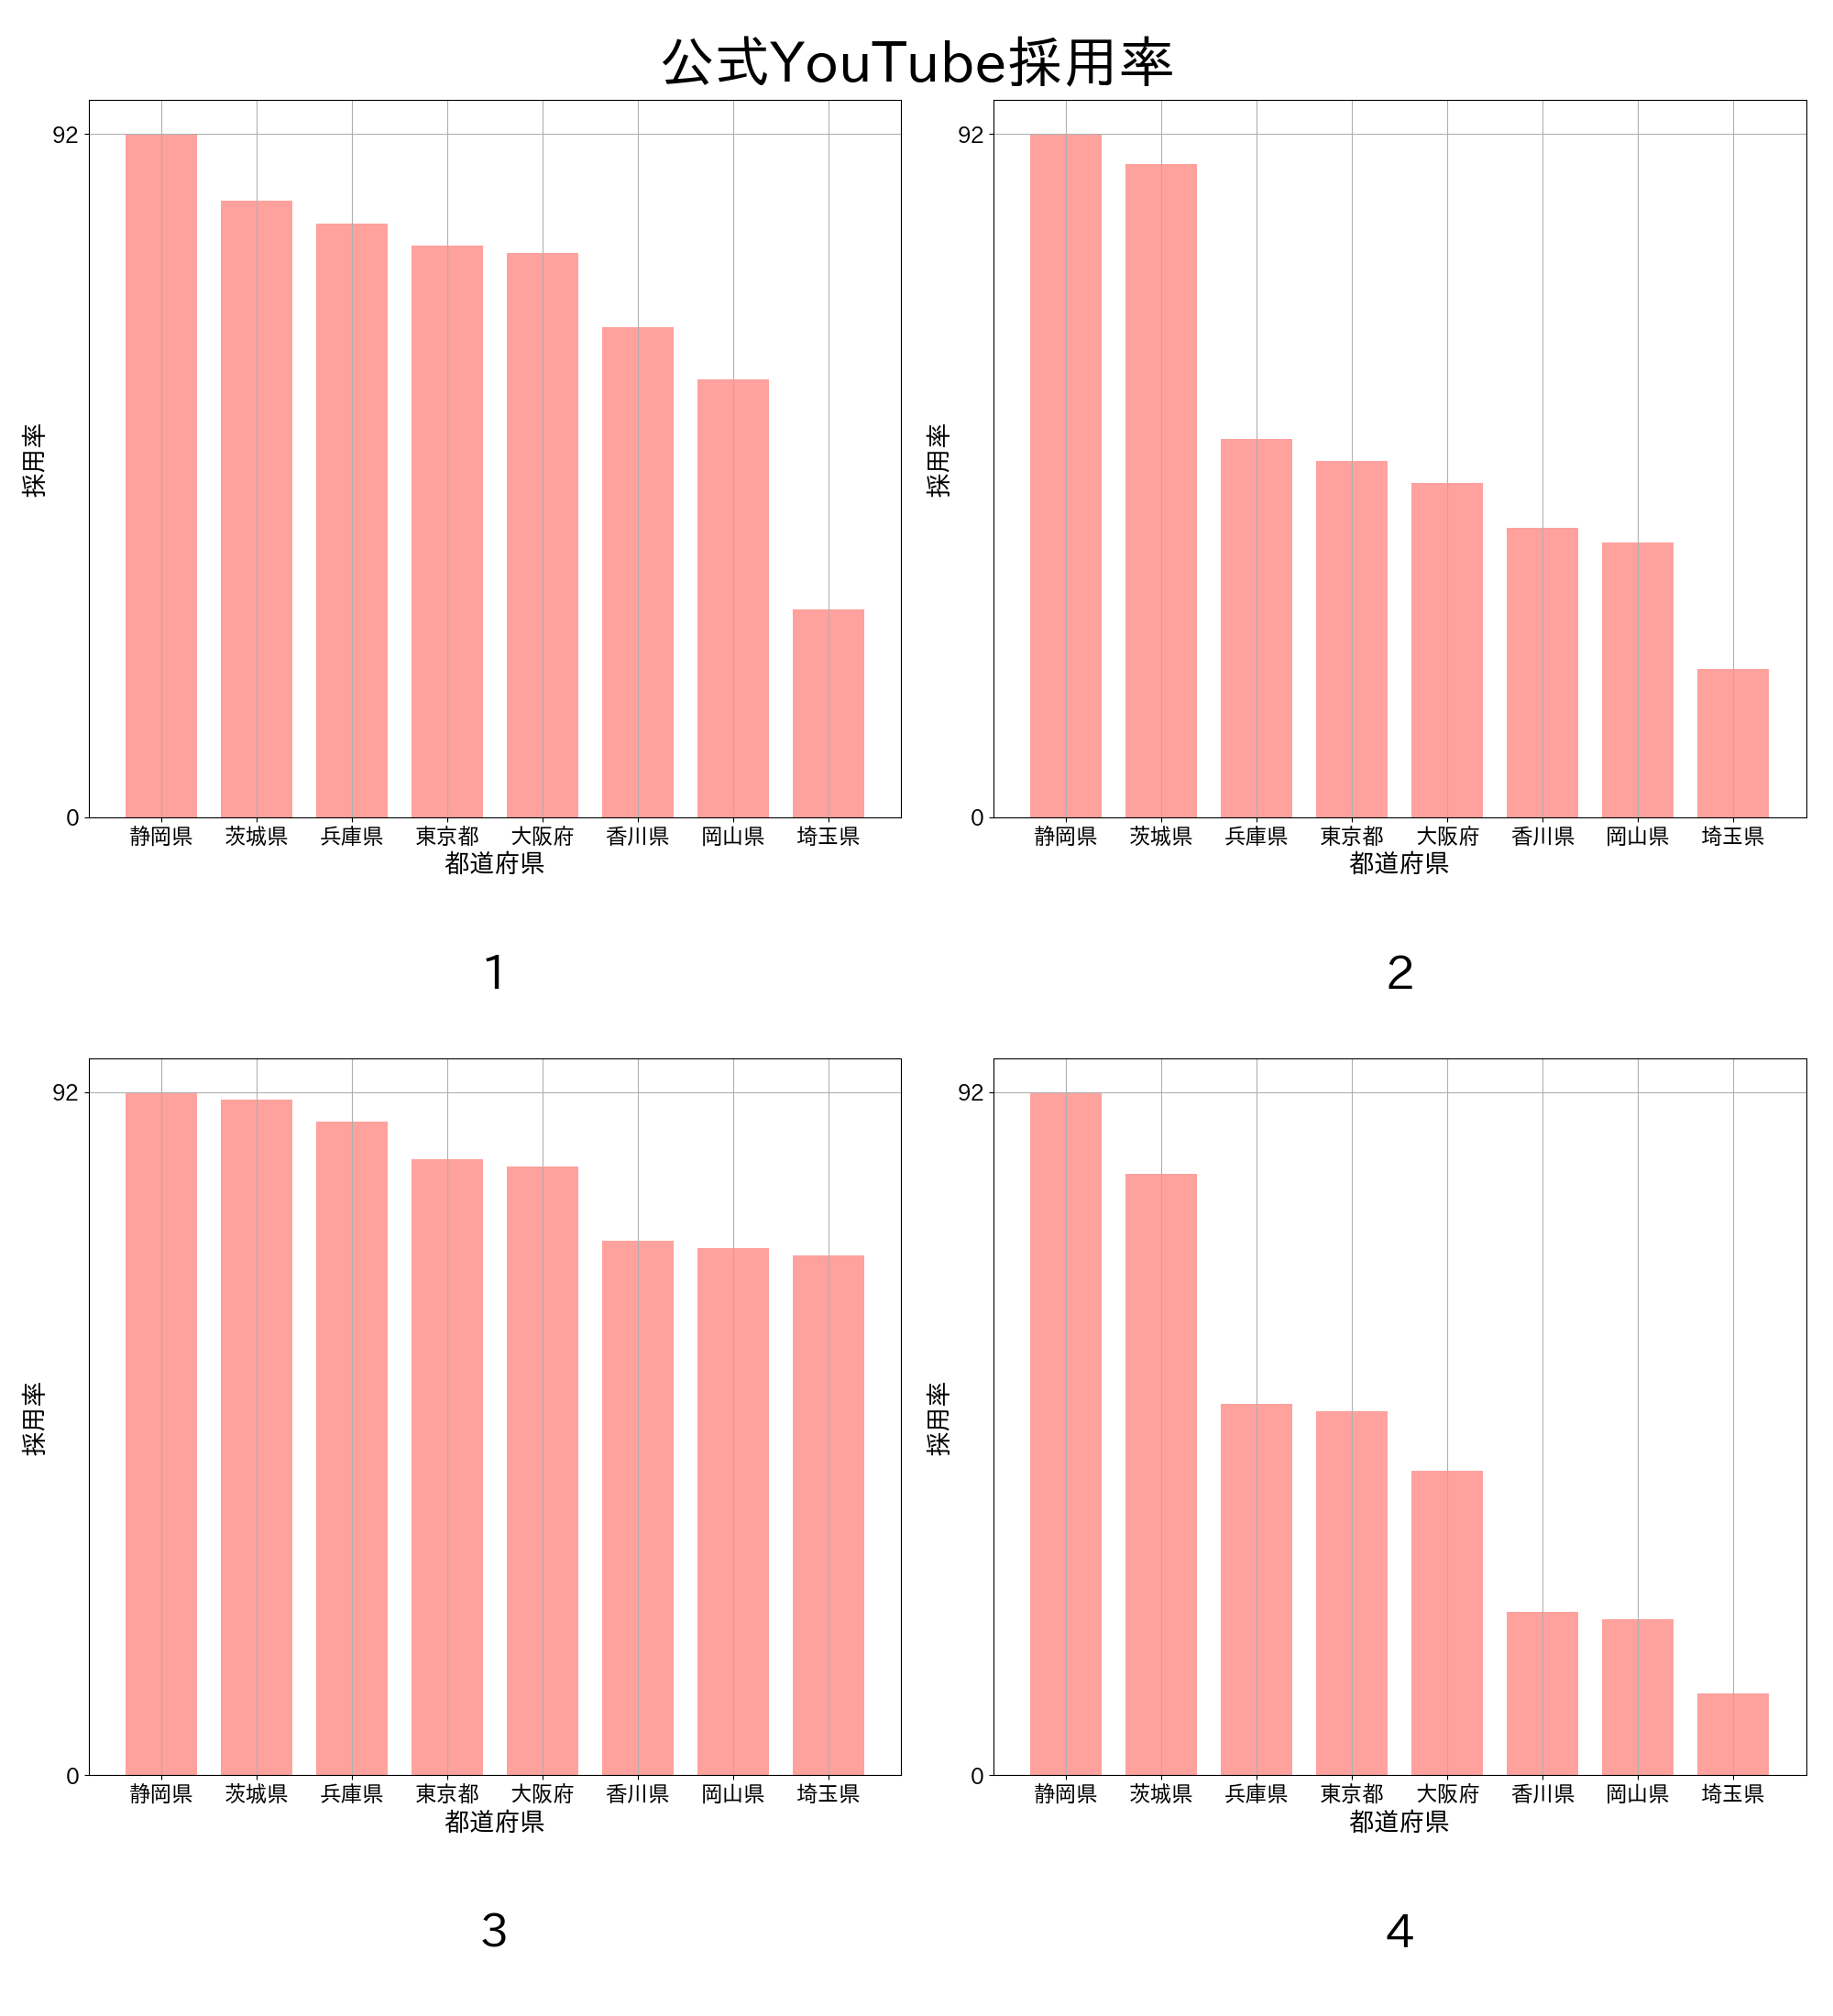 公式YouTube採用率
92
0
採用率
静岡県 茨城県 兵庫県 東京都 大阪府 香川県 岡山県 埼玉県
都道府県
1
92
0
採用率
静岡県 茨城県 兵庫県 東京都 大阪府 香川県 岡山県 埼玉県
都道府県
2
92
0
採用率
静岡県 茨城県 兵庫県 東京都 大阪府 香川県 岡山県 埼玉県
都道府県
3
92
0
採用率
静岡県 茨城県 兵庫県 東京都 大阪府 香川県 岡山県 埼玉県
都道府県
4